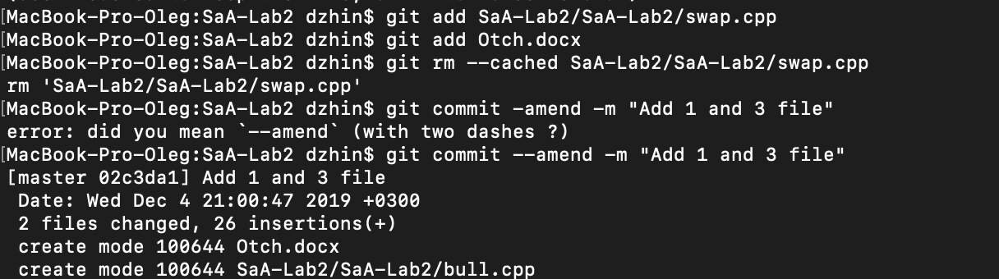 [MacBook-Pro-Oleg:SaA-Lab2 dzhin$ git add SaA-Lab2/SaA-Lab2/swap.cpp
[MacBook-Pro-Oleg:SaA-Lab2 dzhin$ git add Otch.docx
[MacBook-Pro-Oleg:SaA-Lab2 dzhin$ git rm --cached SaA-Lab2/SaA-Lab2/swap.cpp
rm 'SaA-Lab2/SaA-Lab2/swap.cpp'
[MacBook-Pro-Oleg:SaA-Lab2 dzhin$ git commit -amend -m "Add 1 and 3 file"
error: did you mean `--amend` (with two dashes ?)
[MacBook-Pro-Oleg:SaA-Lab2 dzhin$ git commit --amend -m "Add 1 and 3 file"
[master 02c3da1] Add 1 and 3 file
Date: Wed Dec 4 21:00:47 2019 +0300
2 files changed, 26 insertions(+)
create mode 100644 Otch.docx
create mode 100644 SaA-Lab2/SaA-Lab2/bull.cpp